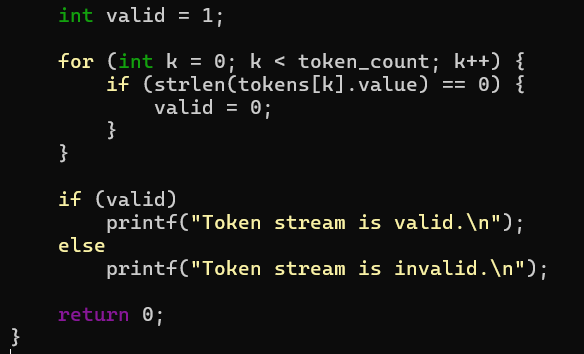 int valid = 1;

    for (int k = 0; k < token_count; k++) {
        if (strlen(tokens[k].value) == 0) {
            valid = 0;
        }
    }

    if (valid)
        printf("Token stream is valid.\n");
    else
        printf("Token stream is invalid.\n");

    return 0;
}